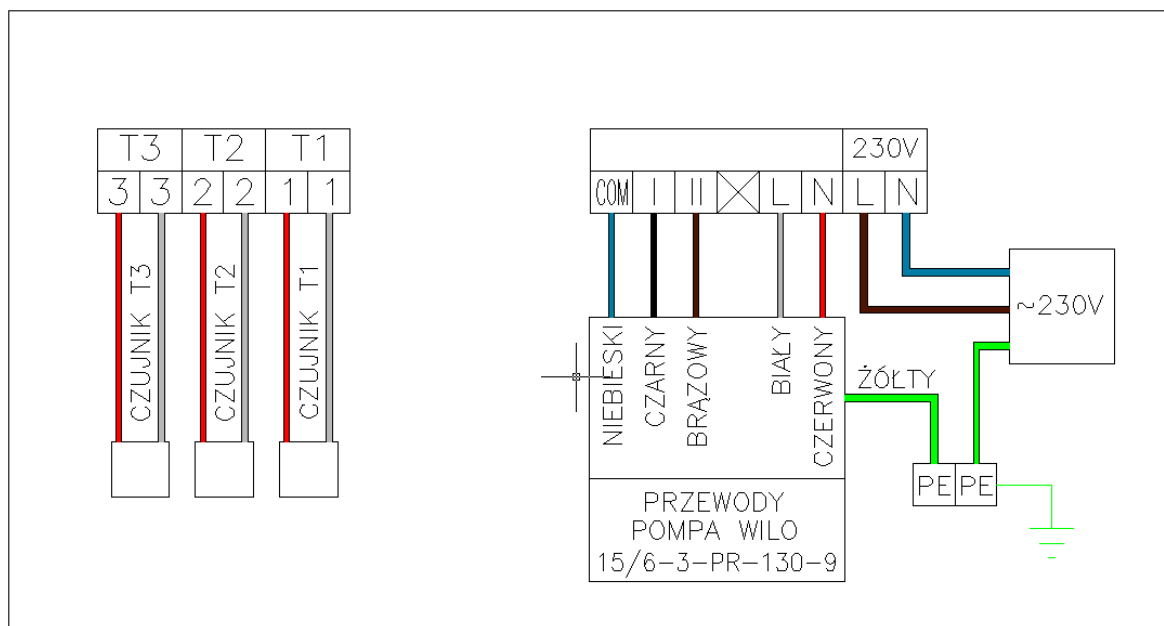 T3 T2 T1
3 3 2 2 1 1
CZUJNIK T3
CZUJNIK T2
CZUJNIK T1
230V
COM I II L N L N
~230V
NIEBIESKI
CZARNY
BRĄZOWY
BIAŁY
CZERWONY
ŻÓŁTY
PE PE
PRZEWODY
POMPA WILO
15/6-3-PR-130-9